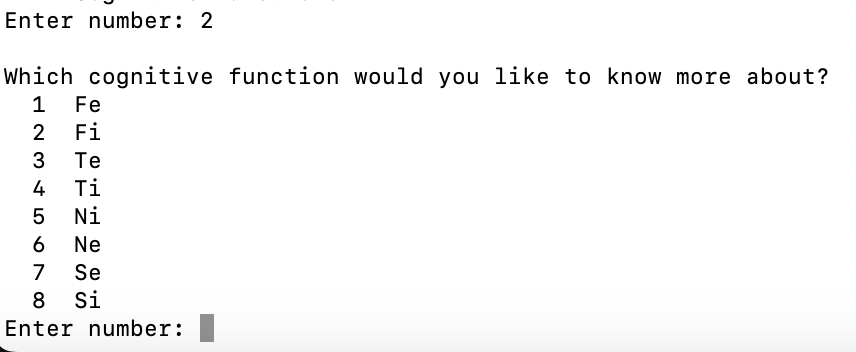 Enter number: 2
Which cognitive function would you like to know more about?
1 Fe
2 Fi
3 Te
4 Ti
5 Ni
6 Ne
7 Se
8 Si
Enter number: